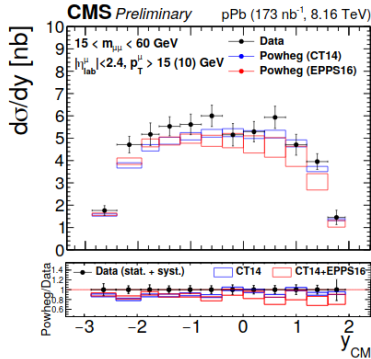 CMS Preliminary pPb (173 nb⁻¹, 8.16 TeV)
15 < m_μμ < 60 GeV
|η^μ_lab|<2.4, p^μ_T > 15 (10) GeV
Data
Powheg (CT14)
Powheg (EPPS16)
dσ/dy [nb]
10
9
8
7
6
5
4
3
2
1
0
Data (stat. + syst.) CT14 CT14+EPPS16
Powheg/Data
1.4
1.2
1
0.8
0.6
−3 −2 −1 0 1 2
y_CM